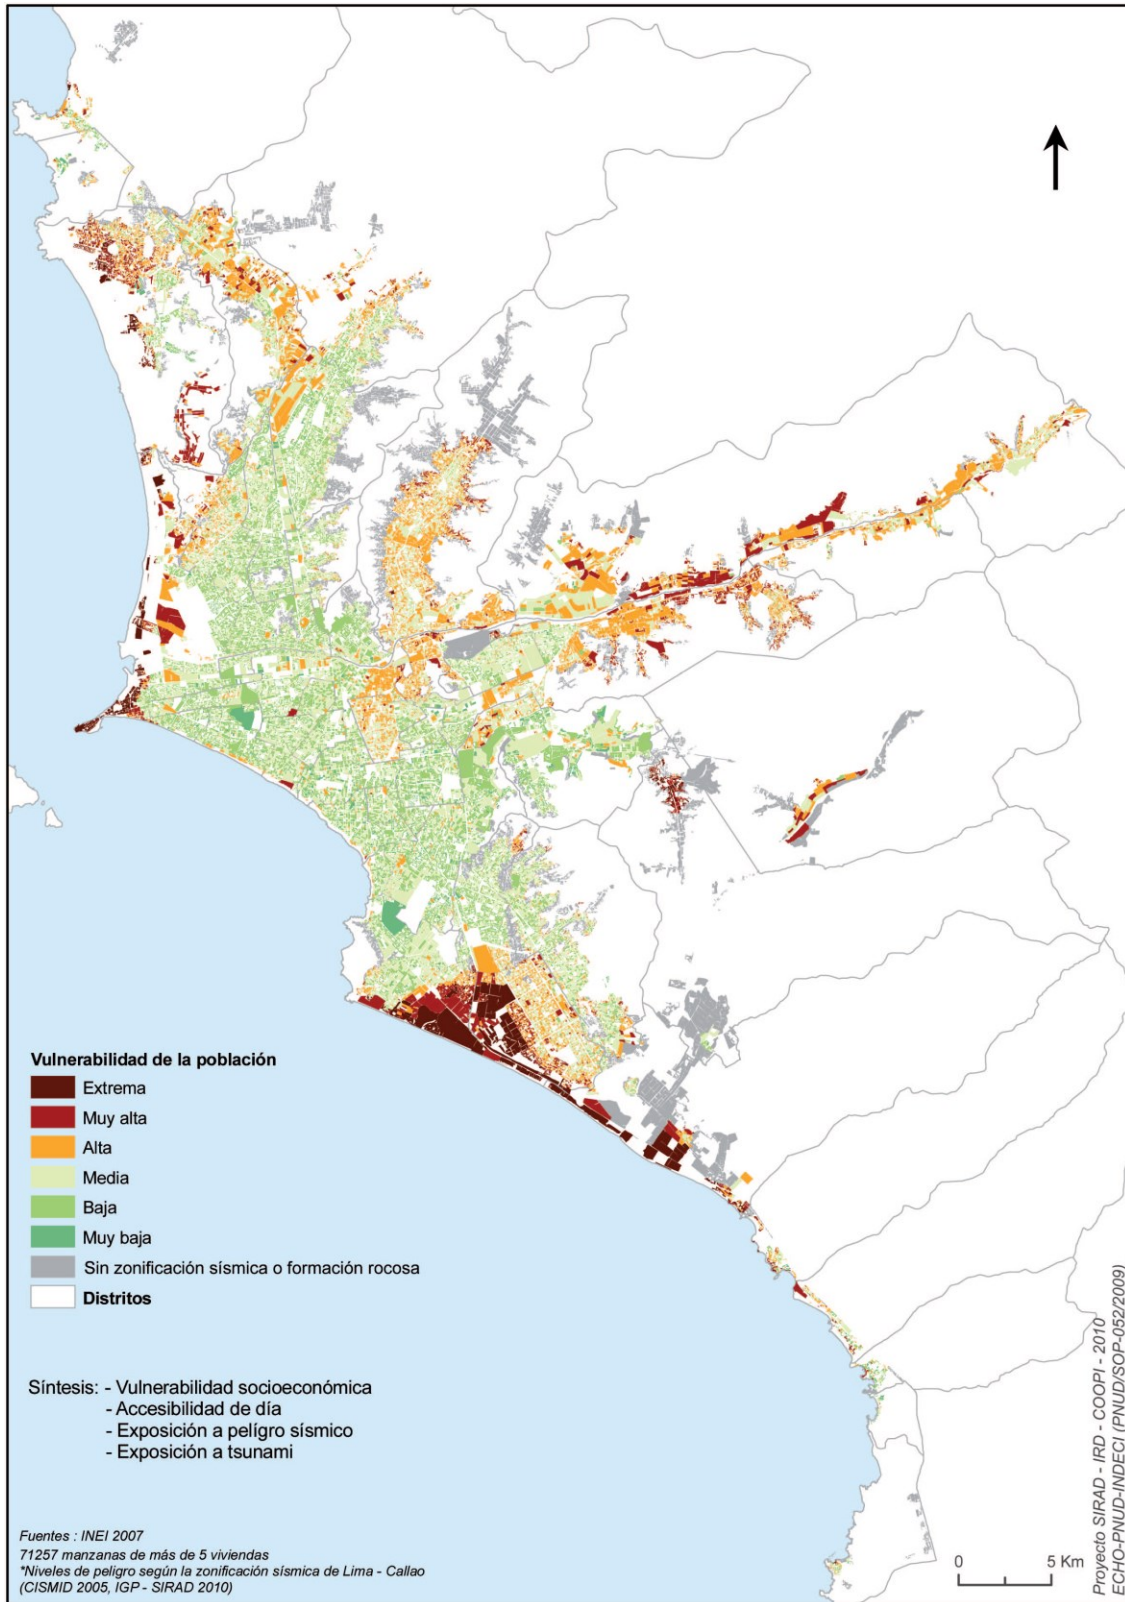 Vulnerabilidad de la población
Extrema
Muy alta
Alta
Media
Baja
Muy baja
Sin zonificación sísmica o formación rocosa
Distritos
Síntesis: - Vulnerabilidad socioeconómica
- Accesibilidad de día
- Exposición a pelígro sísmico
- Exposición a tsunami
Fuentes : INEI 2007
71257 manzanas de más de 5 viviendas
*Niveles de peligro según la zonificación sísmica de Lima - Callao
(CISMID 2005, IGP - SIRAD 2010)
0 5 Km
Proyecto SIRAD - IRD - COOPI - 2010
ECHO-PNUD-INDECI (PNUD/SOP-052/2009)